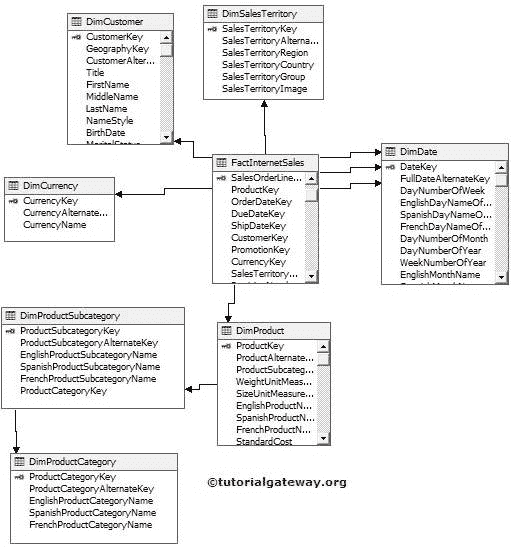 DimCustomer
CustomerKey
GeographyKey
CustomerAlter...
Title
FirstName
MiddleName
LastName
NameStyle
BirthDate
MaritalStatus
DimSalesTerritory
SalesTerritoryKey
SalesTerritoryAlterna...
SalesTerritoryRegion
SalesTerritoryCountry
SalesTerritoryGroup
SalesTerritoryImage
FactInternetSales
SalesOrderLine...
ProductKey
OrderDateKey
DueDateKey
ShipDateKey
CustomerKey
PromotionKey
CurrencyKey
SalesTerritory...
DimDate
DateKey
FullDateAlternateKey
DayNumberOfWeek
EnglishDayNameOf...
SpanishDayNameO...
FrenchDayNameOf...
DayNumberOfMonth
DayNumberOfYear
WeekNumberOfYear
EnglishMonthName
DimCurrency
CurrencyKey
CurrencyAlternate...
CurrencyName
DimProductSubcategory
ProductSubcategoryKey
ProductSubcategoryAlternateKey
EnglishProductSubcategoryName
SpanishProductSubcategoryName
FrenchProductSubcategoryName
ProductCategoryKey
DimProduct
ProductKey
ProductAlternate...
ProductSubcateg...
WeightUnitMeas...
SizeUnitMeasure...
EnglishProductN...
SpanishProductN...
FrenchProductN...
StandardCost
DimProductCategory
ProductCategoryKey
ProductCategoryAlternateKey
EnglishProductCategoryName
SpanishProductCategoryName
FrenchProductCategoryName
©tutorialgateway.org